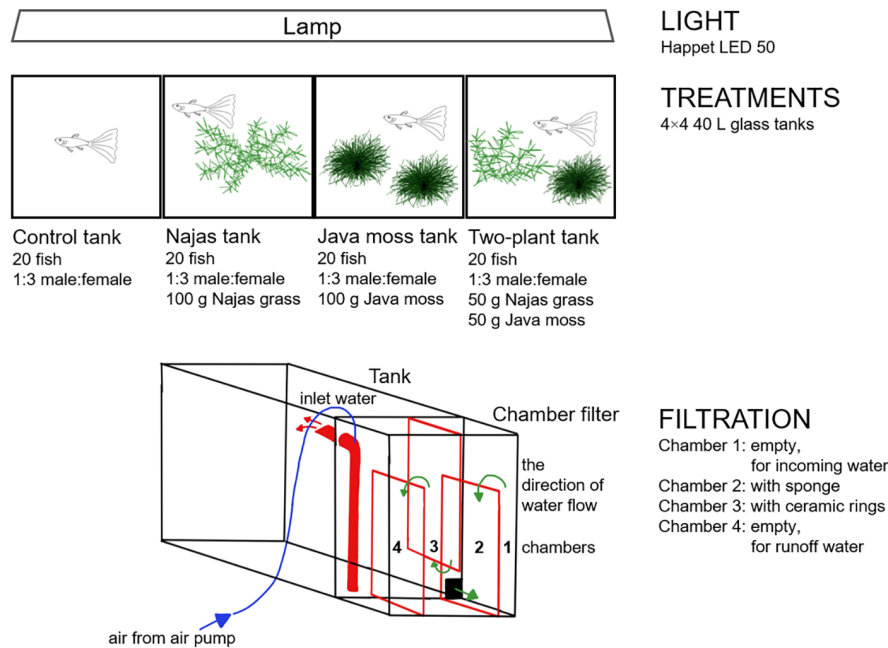 Lamp
LIGHT
Happet LED 50
TREATMENTS
4×4 40 L glass tanks
Control tank
20 fish
1:3 male:female
Najas tank
20 fish
1:3 male:female
100 g Najas grass
Java moss tank
20 fish
1:3 male:female
100 g Java moss
Two-plant tank
20 fish
1:3 male:female
50 g Najas grass
50 g Java moss
Tank
inlet water
Chamber filter
the
direction of
water flow
4 3 2 1 chambers
air from air pump
FILTRATION
Chamber 1: empty,
for incoming water
Chamber 2: with sponge
Chamber 3: with ceramic rings
Chamber 4: empty,
for runoff water